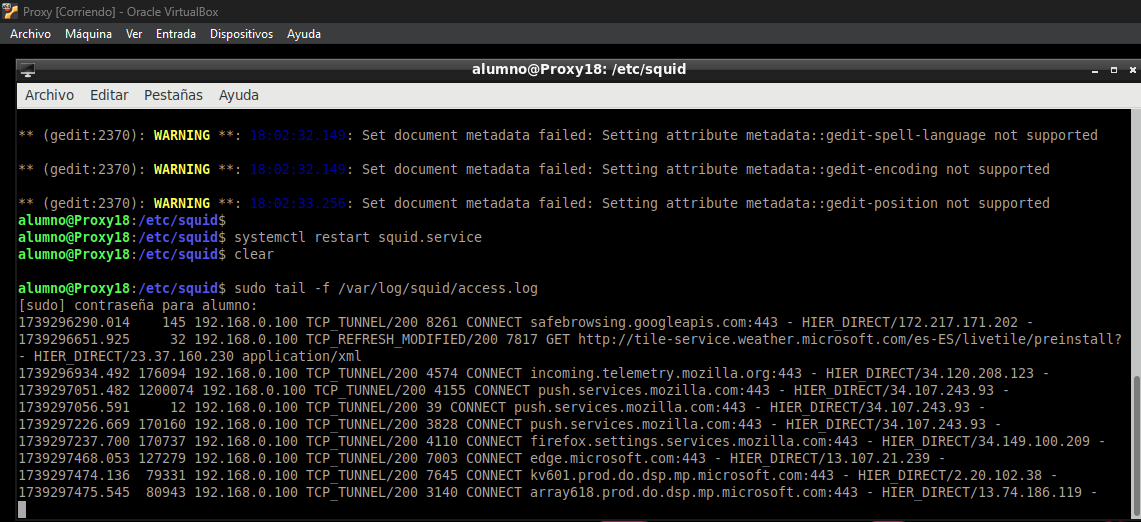 Proxy [Corriendo] - Oracle VirtualBox
Archivo Máquina Ver Entrada Dispositivos Ayuda
alumno@Proxy18: /etc/squid
Archivo Editar Pestañas Ayuda
** (gedit:2370): WARNING **: 18:02:32.149: Set document metadata failed: Setting attribute metadata::gedit-spell-language not supported
** (gedit:2370): WARNING **: 18:02:32.149: Set document metadata failed: Setting attribute metadata::gedit-encoding not supported
** (gedit:2370): WARNING **: 18:02:33.256: Set document metadata failed: Setting attribute metadata::gedit-position not supported
alumno@Proxy18:/etc/squid$
alumno@Proxy18:/etc/squid$ systemctl restart squid.service
alumno@Proxy18:/etc/squid$ clear
alumno@Proxy18:/etc/squid$ sudo tail -f /var/log/squid/access.log
[sudo] contraseña para alumno:
1739296290.014    145 192.168.0.100 TCP_TUNNEL/200 8261 CONNECT safebrowsing.googleapis.com:443 - HIER_DIRECT/172.217.171.202 -
1739296651.925     32 192.168.0.100 TCP_REFRESH_MODIFIED/200 7817 GET http://tile-service.weather.microsoft.com/es-ES/livetile/preinstall?
- HIER_DIRECT/23.37.160.230 application/xml
1739296934.492 176094 192.168.0.100 TCP_TUNNEL/200 4574 CONNECT incoming.telemetry.mozilla.org:443 - HIER_DIRECT/34.120.208.123 -
1739297051.482 1200074 192.168.0.100 TCP_TUNNEL/200 4155 CONNECT push.services.mozilla.com:443 - HIER_DIRECT/34.107.243.93 -
1739297056.591     12 192.168.0.100 TCP_TUNNEL/200 39 CONNECT push.services.mozilla.com:443 - HIER_DIRECT/34.107.243.93 -
1739297226.669 170160 192.168.0.100 TCP_TUNNEL/200 3828 CONNECT push.services.mozilla.com:443 - HIER_DIRECT/34.107.243.93 -
1739297237.700 170737 192.168.0.100 TCP_TUNNEL/200 4110 CONNECT firefox.settings.services.mozilla.com:443 - HIER_DIRECT/34.149.100.209 -
1739297468.053 127279 192.168.0.100 TCP_TUNNEL/200 7003 CONNECT edge.microsoft.com:443 - HIER_DIRECT/13.107.21.239 -
1739297474.136  79331 192.168.0.100 TCP_TUNNEL/200 7645 CONNECT kv601.prod.do.dsp.mp.microsoft.com:443 - HIER_DIRECT/2.20.102.38 -
1739297475.545  80943 192.168.0.100 TCP_TUNNEL/200 3140 CONNECT array618.prod.do.dsp.mp.microsoft.com:443 - HIER_DIRECT/13.74.186.119 -